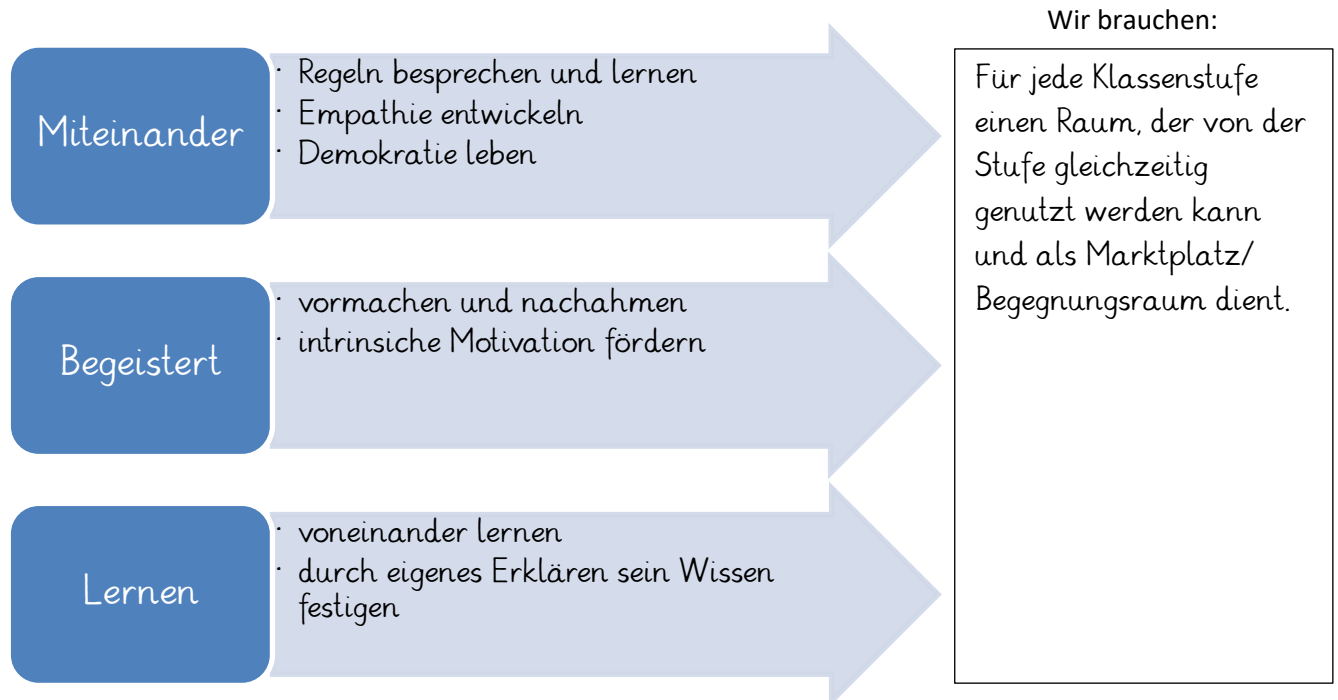 Miteinander
· Regeln besprechen und lernen
· Empathie entwickeln
· Demokratie leben
Begeistert
· vormachen und nachahmen
· intrinsiche Motivation fördern
Lernen
· voneinander lernen
· durch eigenes Erklären sein Wissen
festigen
Wir brauchen:
Für jede Klassenstufe
einen Raum, der von der
Stufe gleichzeitig
genutzt werden kann
und als Marktplatz/
Begegnungsraum dient.